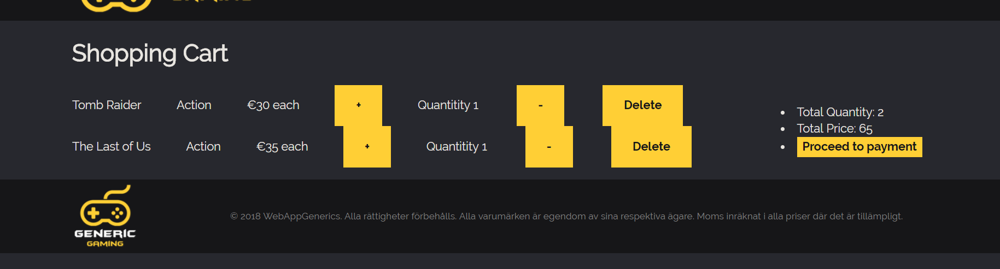 Shopping Cart
Tomb Raider Action €30 each + Quantitity 1 - Delete
The Last of Us Action €35 each + Quantitity 1 - Delete
• Total Quantity: 2
• Total Price: 65
• Proceed to payment
GENERIC
GAMING
© 2018 WebAppGenerics. Alla rättigheter förbehålls. Alla varumärken är egendom av sina respektiva ägare. Moms inräknat i alla priser där det är tillämpligt.